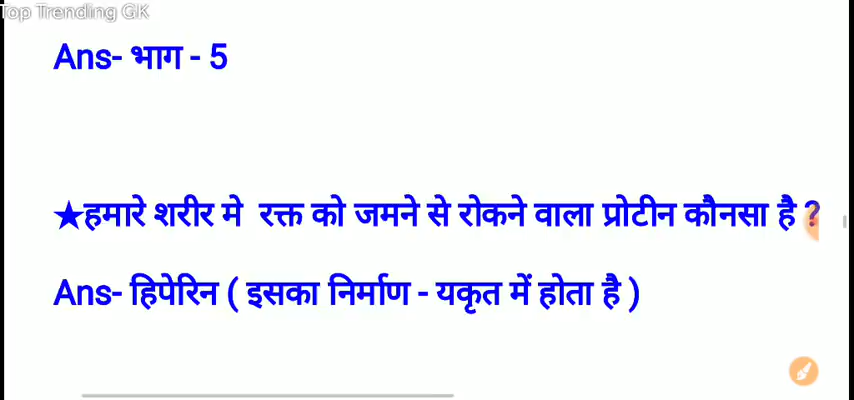 Top Trending GK
Ans- भाग - 5
★हमारे शरीर मे रक्त को जमने से रोकने वाला प्रोटीन कौनसा है ?
Ans- हिपेरिन ( इसका निर्माण - यकृत में होता है )